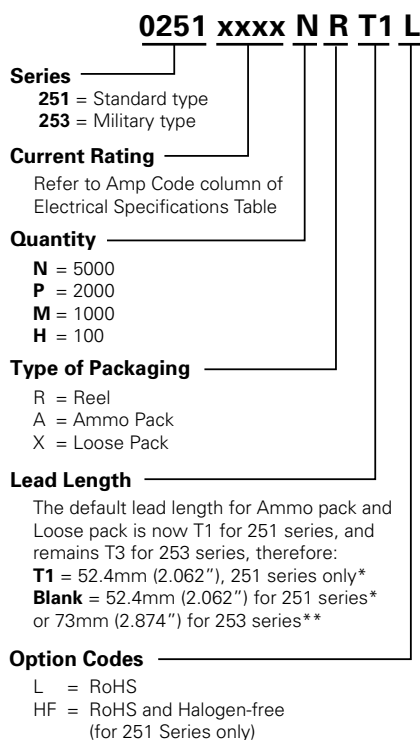 0251 xxxx N R T1 L
Series
251 = Standard type
253 = Military type
Current Rating
Refer to Amp Code column of
Electrical Specifications Table
Quantity
N = 5000
P = 2000
M = 1000
H = 100
Type of Packaging
R = Reel
A = Ammo Pack
X = Loose Pack
Lead Length
The default lead length for Ammo pack and
Loose pack is now T1 for 251 series, and
remains T3 for 253 series, therefore:
T1 = 52.4mm (2.062”), 251 series only*
Blank = 52.4mm (2.062”) for 251 series*
or 73mm (2.874”) for 253 series**
Option Codes
L = RoHS
HF = RoHS and Halogen-free
(for 251 Series only)